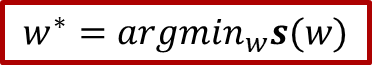 w* = argmin_w s(w)